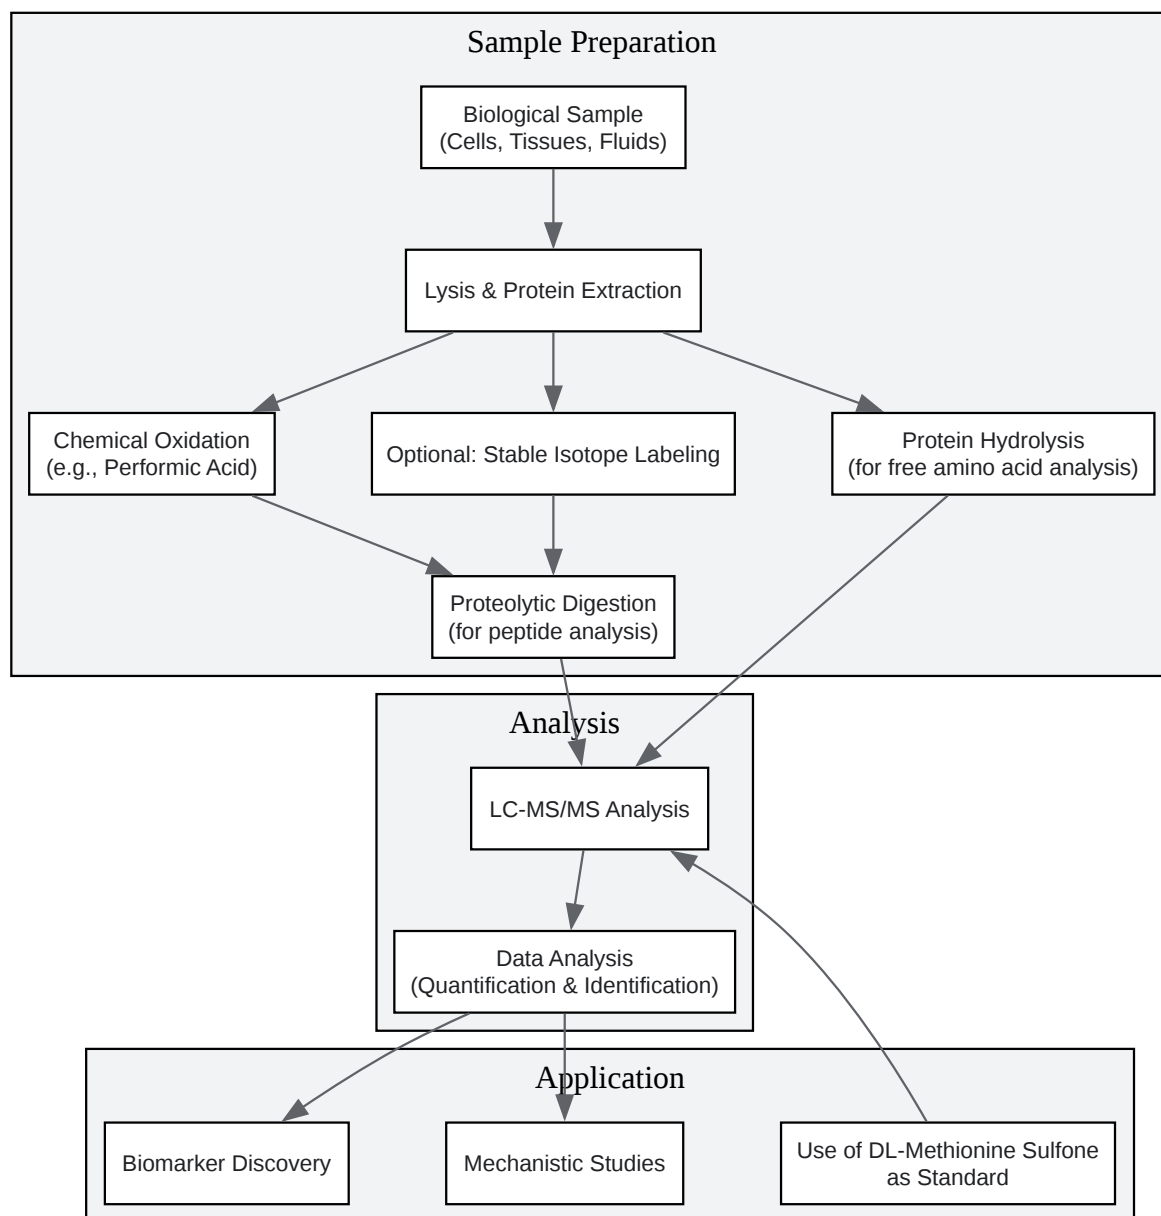 Sample Preparation
Biological Sample
(Cells, Tissues, Fluids)
Lysis & Protein Extraction
Chemical Oxidation
(e.g., Performic Acid)
Optional: Stable Isotope Labeling
Protein Hydrolysis
(for free amino acid analysis)
Proteolytic Digestion
(for peptide analysis)
Analysis
LC-MS/MS Analysis
Data Analysis
(Quantification & Identification)
Application
Biomarker Discovery
Mechanistic Studies
Use of DL-Methionine Sulfone
as Standard